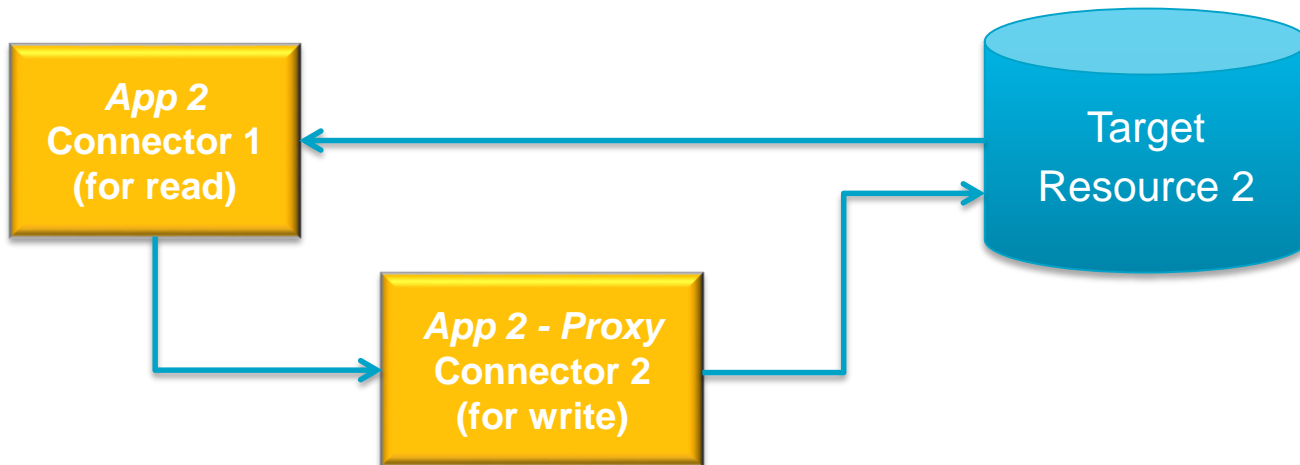 App 2
Connector 1
(for read)
Target
Resource 2
App 2 - Proxy
Connector 2
(for write)